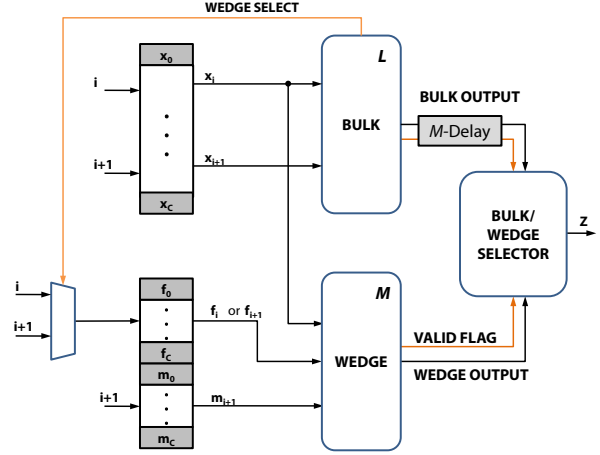 WEDGE SELECT
x0
i
xi
i+1
xi+1
xC
L
BULK
BULK OUTPUT
M-Delay
BULK/
WEDGE
SELECTOR
Z
i
i+1
f0
fi or fi+1
fC
m0
i+1
mi+1
mC
M
WEDGE
VALID FLAG
WEDGE OUTPUT